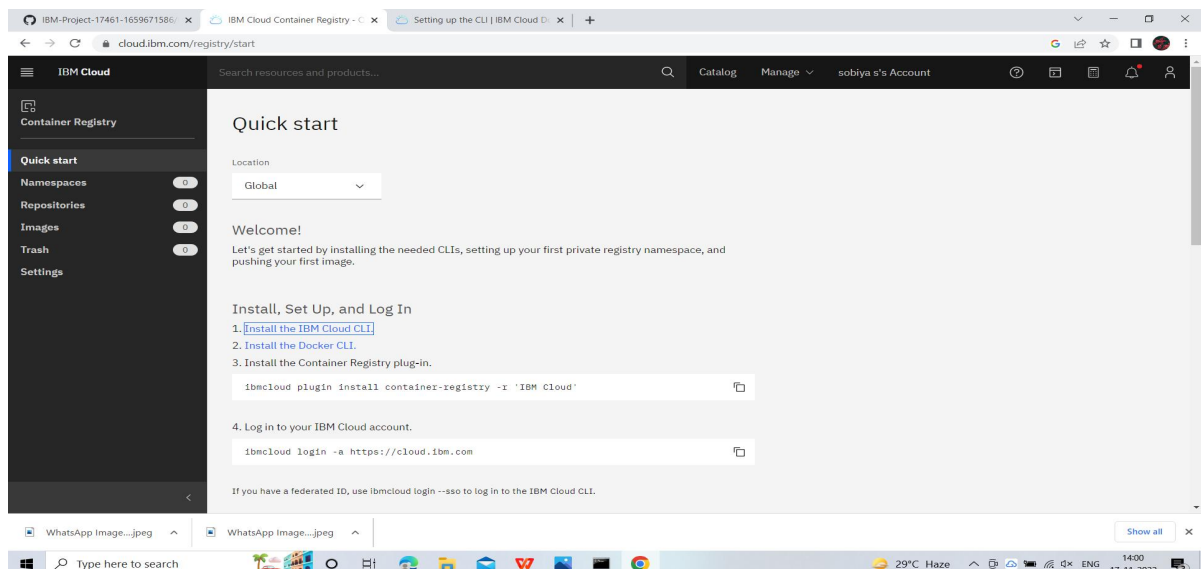 IBM-Project-17461-1659671586/
IBM Cloud Container Registry - C
Setting up the CLI | IBM Cloud D
cloud.ibm.com/registry/start
IBM Cloud
Search resources and products...
Catalog
Manage
sobiya s's Account
Container Registry
Quick start
Namespaces 0
Repositories 0
Images 0
Trash 0
Settings
Quick start
Location
Global
Welcome!
Let's get started by installing the needed CLIs, setting up your first private registry namespace, and
pushing your first image.
Install, Set Up, and Log In
1. Install the IBM Cloud CLI.
2. Install the Docker CLI.
3. Install the Container Registry plug-in.
ibmcloud plugin install container-registry -r 'IBM Cloud'
4. Log in to your IBM Cloud account.
ibmcloud login -a https://cloud.ibm.com
If you have a federated ID, use ibmcloud login --sso to log in to the IBM Cloud CLI.
WhatsApp Image....jpeg
WhatsApp Image....jpeg
Show all
Type here to search
29°C Haze
ENG
14:00